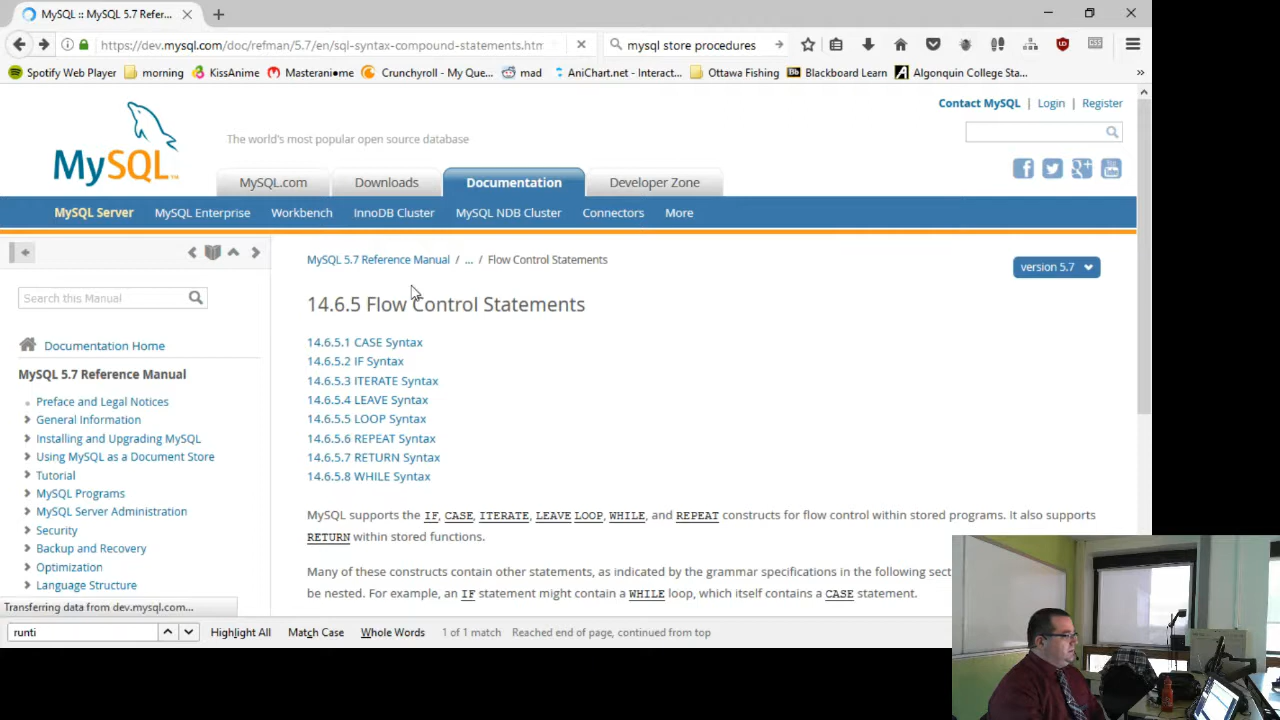 MySQL :: MySQL 5.7 Refer...
https://dev.mysql.com/doc/refman/5.7/en/sql-syntax-compound-statements.htm
mysql store procedures
Spotify Web Player morning KissAnime Masterani•me Crunchyroll - My Que... mad AniChart.net - Interact... Ottawa Fishing Bb Blackboard Learn Algonquin College Sta...
Contact MySQL | Login | Register
MySQL™
The world's most popular open source database
MySQL.com Downloads Documentation Developer Zone
MySQL Server MySQL Enterprise Workbench InnoDB Cluster MySQL NDB Cluster Connectors More
MySQL 5.7 Reference Manual / ... / Flow Control Statements
version 5.7
Search this Manual
Documentation Home
MySQL 5.7 Reference Manual
Preface and Legal Notices
General Information
Installing and Upgrading MySQL
Using MySQL as a Document Store
Tutorial
MySQL Programs
MySQL Server Administration
Security
Backup and Recovery
Optimization
Language Structure
14.6.5 Flow Control Statements
14.6.5.1 CASE Syntax
14.6.5.2 IF Syntax
14.6.5.3 ITERATE Syntax
14.6.5.4 LEAVE Syntax
14.6.5.5 LOOP Syntax
14.6.5.6 REPEAT Syntax
14.6.5.7 RETURN Syntax
14.6.5.8 WHILE Syntax
MySQL supports the IF, CASE, ITERATE, LEAVE LOOP, WHILE, and REPEAT constructs for flow control within stored programs. It also supports
RETURN within stored functions.
Many of these constructs contain other statements, as indicated by the grammar specifications in the following sect
be nested. For example, an IF statement might contain a WHILE loop, which itself contains a CASE statement.
Transferring data from dev.mysql.com...
runti Highlight All Match Case Whole Words 1 of 1 match Reached end of page, continued from top